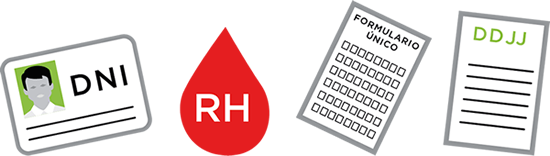 DNI
RH
FORMULARIO
ÚNICO
DDJJ